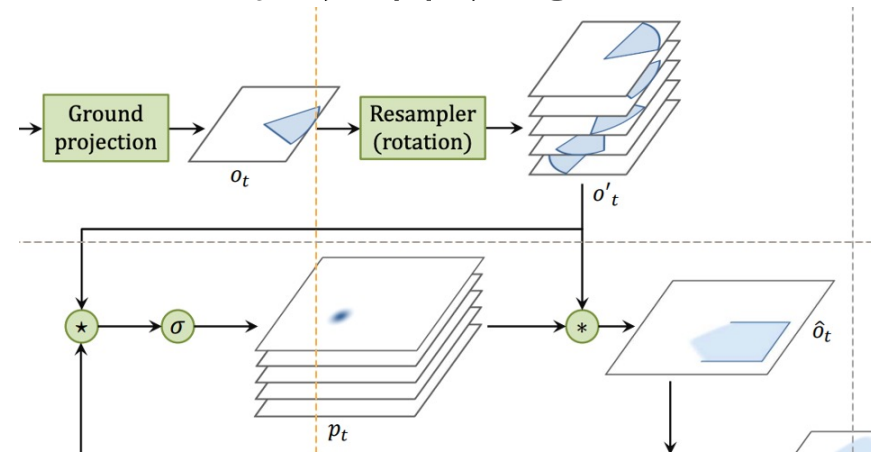 Ground
projection
o_t
Resampler
(rotation)
o'_t
⋆
σ
p_t
*
ô_t